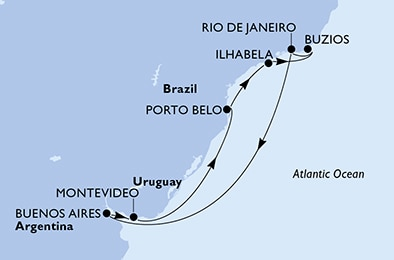 RIO DE JANEIRO
BUZIOS
ILHABELA
Brazil
PORTO BELO
Atlantic Ocean
Uruguay
MONTEVIDEO
BUENOS AIRES
Argentina